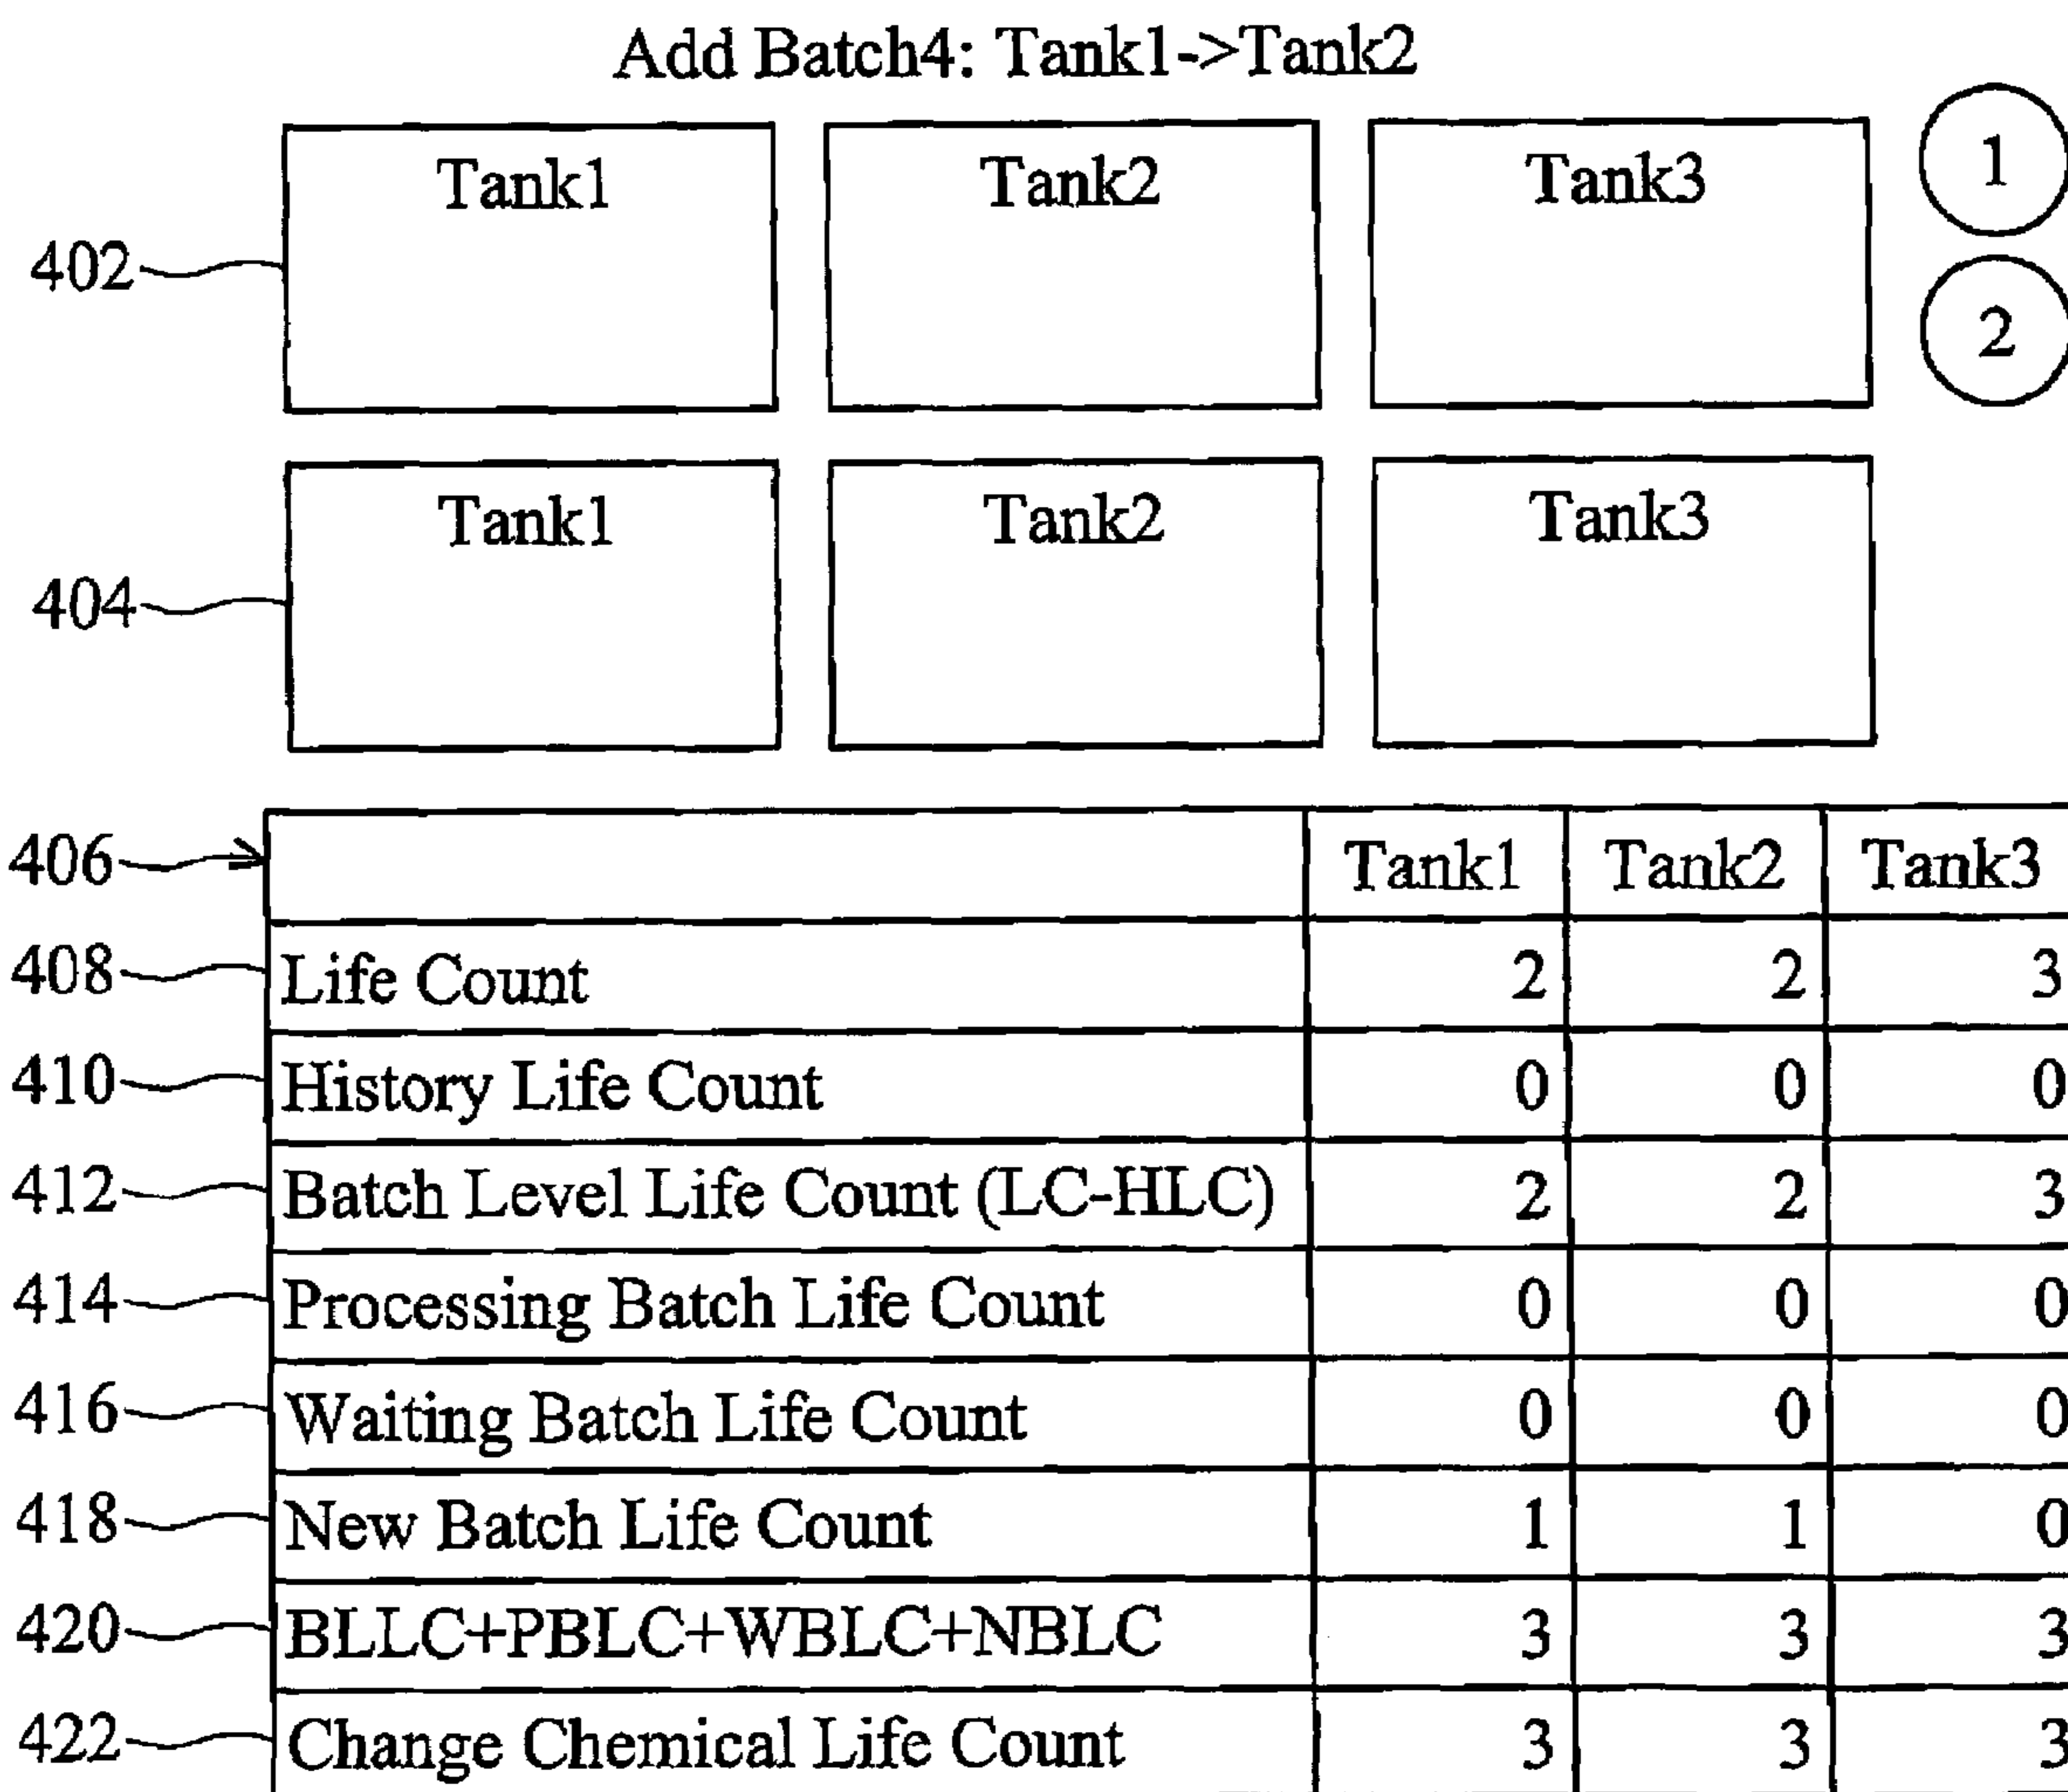 Add Batch4: Tank1->Tank2
Tank1 Tank2 Tank3 1
402
2
Tank1 Tank2 Tank3
404
406 Tank1 Tank2 Tank3
408 Life Count 2 2 3
410 History Life Count 0 0 0
412 Batch Level Life Count (LC-HLC) 2 2 3
414 Processing Batch Life Count 0 0 0
416 Waiting Batch Life Count 0 0 0
418 New Batch Life Count 1 1 0
420 BLLC+PBLC+WBLC+NBLC 3 3 3
422 Change Chemical Life Count 3 3 3